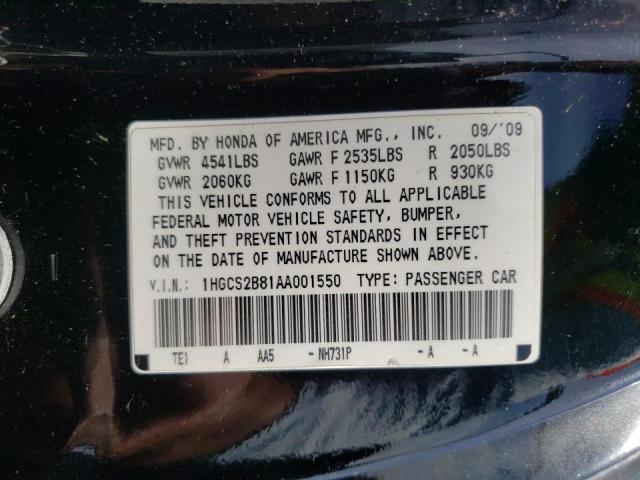 MFD. BY HONDA OF AMERICA MFG., INC. 09/'09
GVWR 4541LBS GAWR F 2535LBS R 2050LBS
GVWR 2060KG GAWR F 1150KG R 930KG
THIS VEHICLE CONFORMS TO ALL APPLICABLE
FEDERAL MOTOR VEHICLE SAFETY, BUMPER,
AND THEFT PREVENTION STANDARDS IN EFFECT
ON THE DATE OF MANUFACTURE SHOWN ABOVE.
V.I.N.: 1HGCS2B81AA001550 TYPE: PASSENGER CAR
TE1 A AA5 -NH731P -A -A